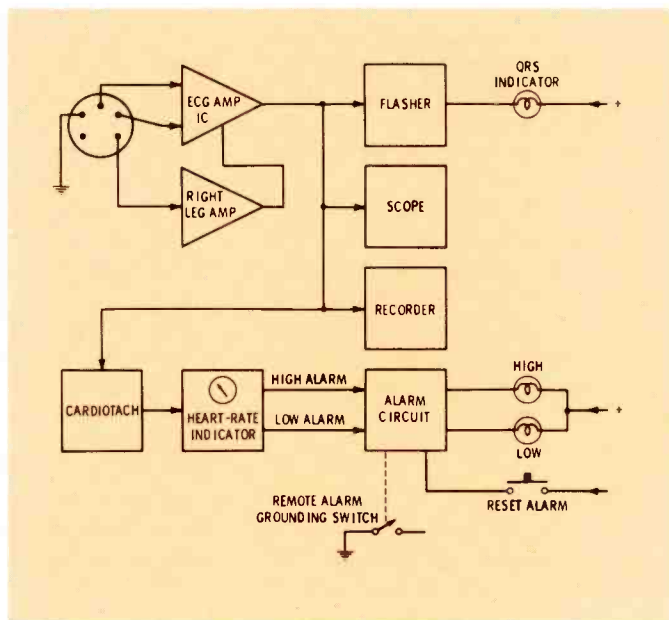 QRS
INDICATOR
ECG AMP
IC
FLASHER
+
RIGHT
LEG AMP
SCOPE
RECORDER
CARDIOTACH
HEART-RATE
INDICATOR
HIGH ALARM
LOW ALARM
ALARM
CIRCUIT
HIGH
+
LOW
RESET ALARM
REMOTE ALARM
GROUNDING SWITCH